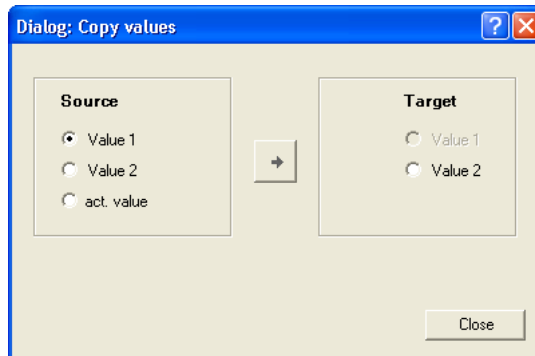 Dialog: Copy values
Source
Value 1
Value 2
act. value
Target
Value 1
Value 2
Close